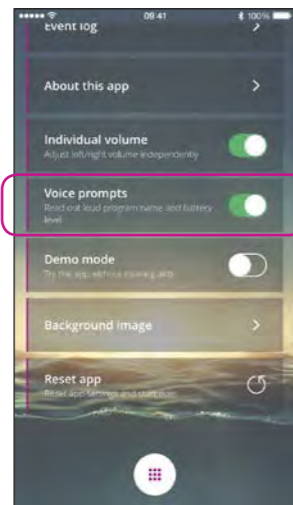 09:41
100%
Event log
About this app
Individual volume
Adjust left/right volume independently
Voice prompts
Read out loud program name and battery
level
Demo mode
Try the app without hearing aids
Background image
Reset app
Reset app settings and start over